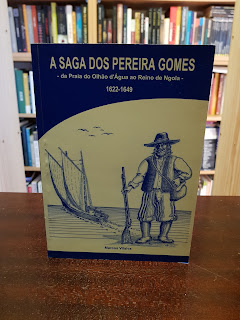 A SAGA DOS PEREIRA GOMES
- da Praia do Olhão d'Água ao Reino de Ngola -
1622-1649